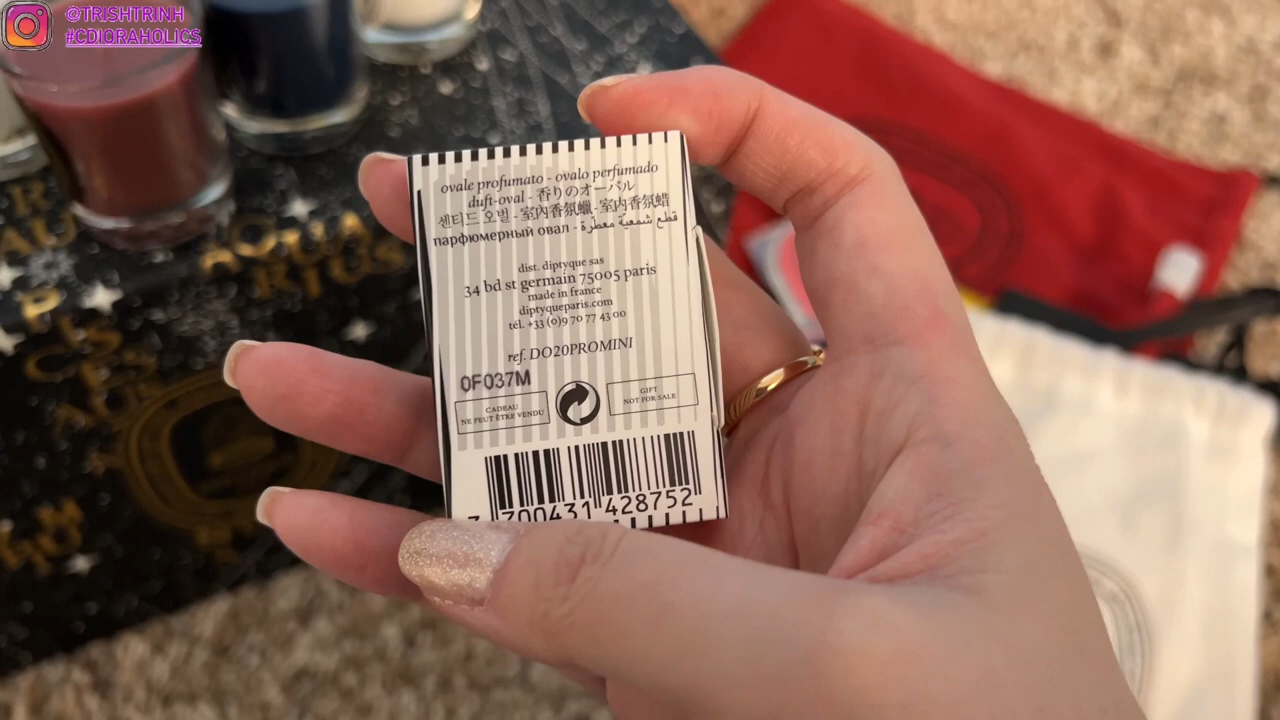 @TRISHTRINH
#CDIORAHOLICS
ovale profumato - ovalo perfumado
duft-oval - 香りのオーバル
센티드 오벌 - 室內香氛蠟 - 室内香氛蜡
قطع شمعية معطرة - парфюмерный овал
dist. diptyque sas
34 bd st germain 75005 paris
made in france
diptyqueparis.com
tél. +33 (0)9 70 77 43 00
ref. DO20PROMINI
0F037M
CADEAU
NE PEUT ÊTRE VENDU
GIFT
NOT FOR SALE
3 700431 428752
AQUA
RIUS